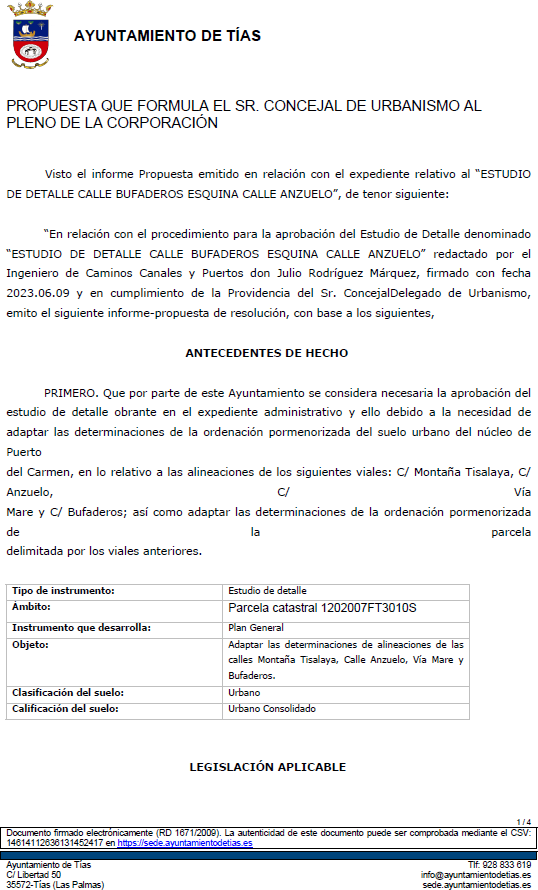 AYUNTAMIENTO DE TÍAS
PROPUESTA QUE FORMULA EL SR. CONCEJAL DE URBANISMO AL
PLENO DE LA CORPORACIÓN
Visto el informe Propuesta emitido en relación con el expediente relativo al “ESTUDIO
DE DETALLE CALLE BUFADEROS ESQUINA CALLE ANZUELO”, de tenor siguiente:
“En relación con el procedimiento para la aprobación del Estudio de Detalle denominado
“ESTUDIO DE DETALLE CALLE BUFADEROS ESQUINA CALLE ANZUELO” redactado por el
Ingeniero de Caminos Canales y Puertos don Julio Rodríguez Márquez, firmado con fecha
2023.06.09 y en cumplimiento de la Providencia del Sr. ConcejalDelegado de Urbanismo,
emito el siguiente informe-propuesta de resolución, con base a los siguientes,
ANTECEDENTES DE HECHO
PRIMERO. Que por parte de este Ayuntamiento se considera necesaria la aprobación del
estudio de detalle obrante en el expediente administrativo y ello debido a la necesidad de
adaptar las determinaciones de la ordenación pormenorizada del suelo urbano del núcleo de
Puerto
del Carmen, en lo relativo a las alineaciones de los siguientes viales: C/ Montaña Tisalaya, C/
Anzuelo, C/ Vía
Mare y C/ Bufaderos; así como adaptar las determinaciones de la ordenación pormenorizada
de la parcela
delimitada por los viales anteriores.
Tipo de instrumento: Estudio de detalle
Ámbito: Parcela catastral 1202007FT3010S
Instrumento que desarrolla: Plan General
Objeto: Adaptar las determinaciones de alineaciones de las
calles Montaña Tisalaya, Calle Anzuelo, Vía Mare y
Bufaderos.
Clasificación del suelo: Urbano
Calificación del suelo: Urbano Consolidado
LEGISLACIÓN APLICABLE
1 / 4
Documento firmado electrónicamente (RD 1671/2009). La autenticidad de este documento puede ser comprobada mediante el CSV:
14614112636131452417 en https://sede.ayuntamientodetias.es
Ayuntamiento de Tías Tlf: 928 833 619
C/ Libertad 50 info@ayuntamientodetias.es
35572-Tías (Las Palmas) sede.ayuntamientodetias.es